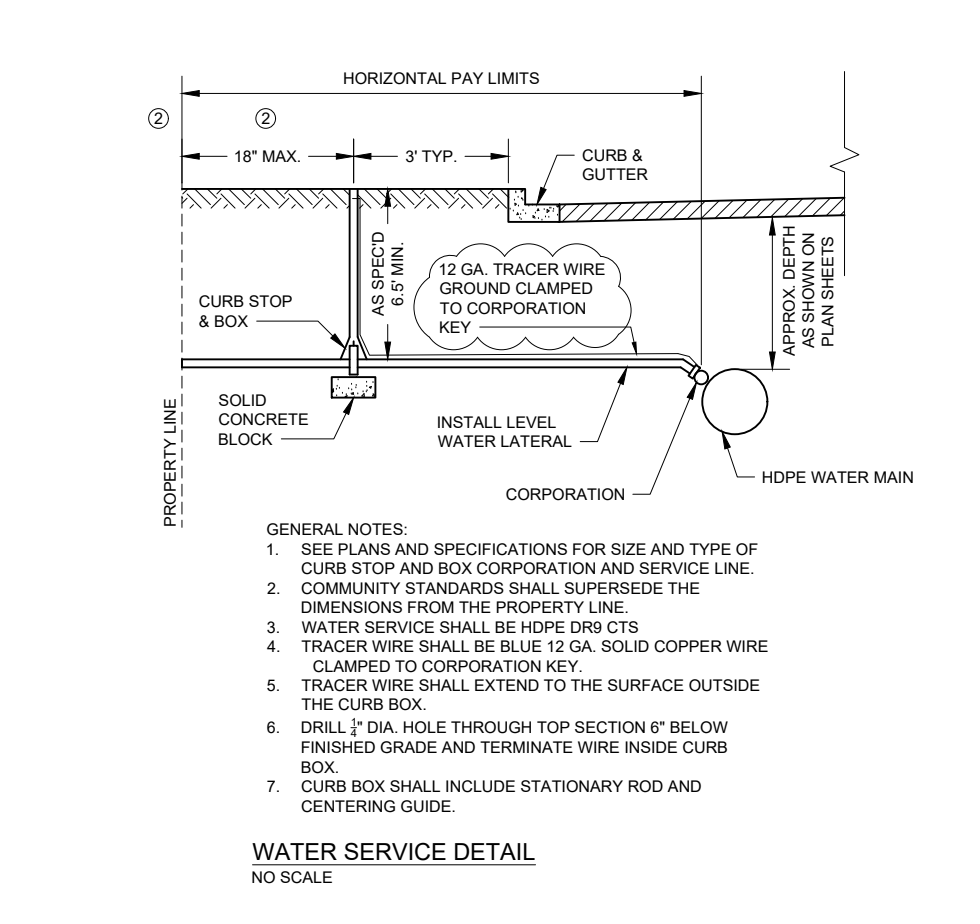 HORIZONTAL PAY LIMITS
2
2
18" MAX.
3' TYP.
CURB &
GUTTER
AS SPEC'D
6.5' MIN.
12 GA. TRACER WIRE
GROUND CLAMPED
TO CORPORATION
KEY
APPROX. DEPTH
AS SHOWN ON
PLAN SHEETS
CURB STOP
& BOX
SOLID
CONCRETE
BLOCK
INSTALL LEVEL
WATER LATERAL
PROPERTY LINE
HDPE WATER MAIN
CORPORATION
GENERAL NOTES:
1. SEE PLANS AND SPECIFICATIONS FOR SIZE AND TYPE OF
CURB STOP AND BOX CORPORATION AND SERVICE LINE.
2. COMMUNITY STANDARDS SHALL SUPERSEDE THE
DIMENSIONS FROM THE PROPERTY LINE.
3. WATER SERVICE SHALL BE HDPE DR9 CTS
4. TRACER WIRE SHALL BE BLUE 12 GA. SOLID COPPER WIRE
CLAMPED TO CORPORATION KEY.
5. TRACER WIRE SHALL EXTEND TO THE SURFACE OUTSIDE
THE CURB BOX.
6. DRILL 1/4" DIA. HOLE THROUGH TOP SECTION 6" BELOW
FINISHED GRADE AND TERMINATE WIRE INSIDE CURB
BOX.
7. CURB BOX SHALL INCLUDE STATIONARY ROD AND
CENTERING GUIDE.
WATER SERVICE DETAIL
NO SCALE